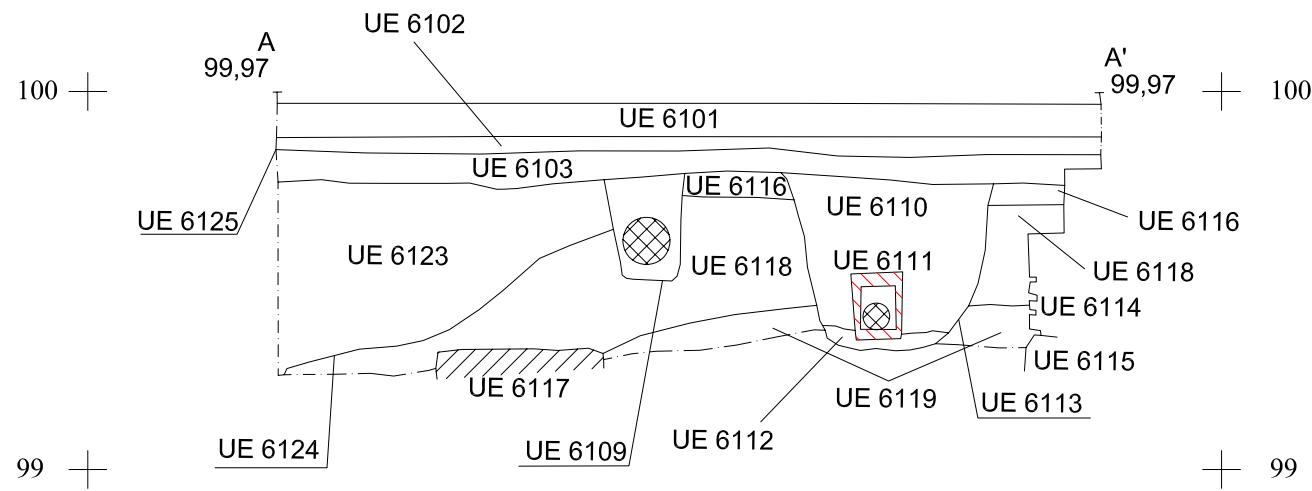 UE 6102
A
99,97
A'
99,97
100
100
UE 6101
UE 6103
UE 6116
UE 6110
UE 6116
UE 6125
UE 6123
UE 6118
UE 6111
UE 6118
UE 6114
UE 6115
UE 6117
UE 6119
UE 6113
UE 6112
UE 6124
UE 6109
99
99